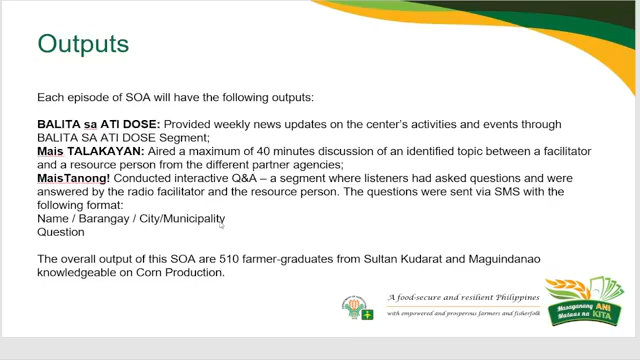 Outputs
Each episode of SOA will have the following outputs:
BALITA sa ATI DOSE: Provided weekly news updates on the center's activities and events through
BALITA SA ATI DOSE Segment;
Mais TALAKAYAN: Aired a maximum of 40 minutes discussion of an identified topic between a facilitator
and a resource person from the different partner agencies;
MaisTanong! Conducted interactive Q&A – a segment where listeners had asked questions and were
answered by the radio facilitator and the resource person. The questions were sent via SMS with the
following format:
Name / Barangay / City/Municipality
Question
The overall output of this SOA are 510 farmer-graduates from Sultan Kudarat and Maguindanao
knowledgeable on Corn Production.
A food-secure and resilient Philippines
with empowered and prosperous farmers and fisherfolk
Masaganang ANI
Mataas na KITA